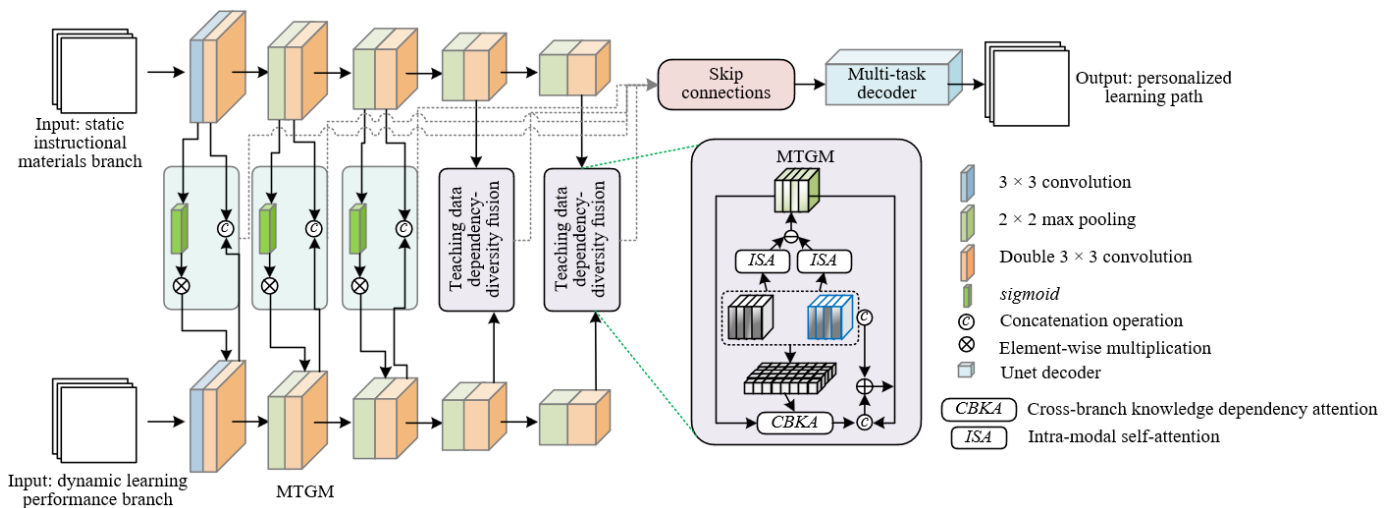 Input: static
instructional
materials branch
Skip
connections
Multi-task
decoder
Output: personalized
learning path
C
C
C
Teaching data
dependency-
diversity fusion
Teaching data
dependency-
diversity fusion
MTGM
ISA
ISA
C
CBKA
C
3 × 3 convolution
2 × 2 max pooling
Double 3 × 3 convolution
sigmoid
C Concatenation operation
Element-wise multiplication
Unet decoder
CBKA Cross-branch knowledge dependency attention
ISA Intra-modal self-attention
Input: dynamic learning
performance branch
MTGM